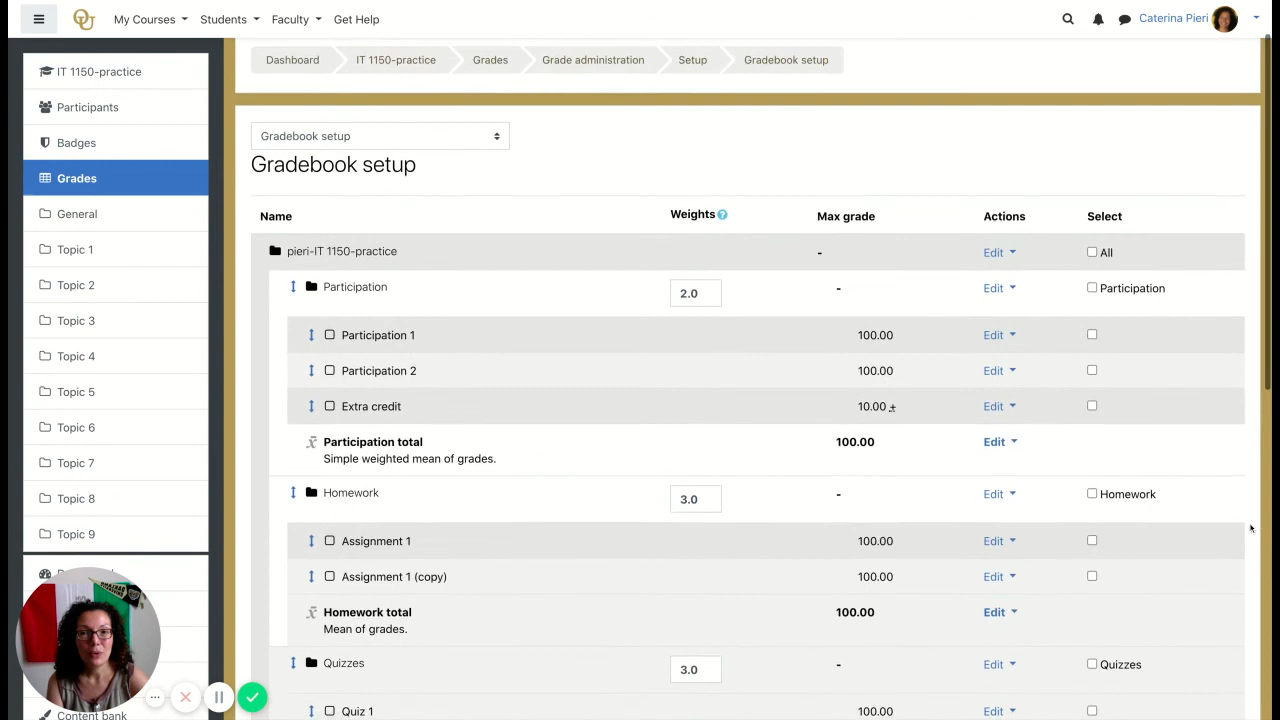 OU
My Courses
Students
Faculty
Get Help
Caterina Pieri
IT 1150-practice
Participants
Badges
Grades
General
Topic 1
Topic 2
Topic 3
Topic 4
Topic 5
Topic 6
Topic 7
Topic 8
Topic 9
Content bank
Dashboard
IT 1150-practice
Grades
Grade administration
Setup
Gradebook setup
Gradebook setup
Gradebook setup
Name Weights ? Max grade Actions Select
pieri-IT 1150-practice - Edit All
Participation 2.0 - Edit Participation
Participation 1 100.00 Edit
Participation 2 100.00 Edit
Extra credit 10.00 + Edit
x̄ Participation total 100.00 Edit
Simple weighted mean of grades.
Homework 3.0 - Edit Homework
Assignment 1 100.00 Edit
Assignment 1 (copy) 100.00 Edit
x̄ Homework total 100.00 Edit
Mean of grades.
Quizzes 3.0 - Edit Quizzes
Quiz 1 100.00 Edit